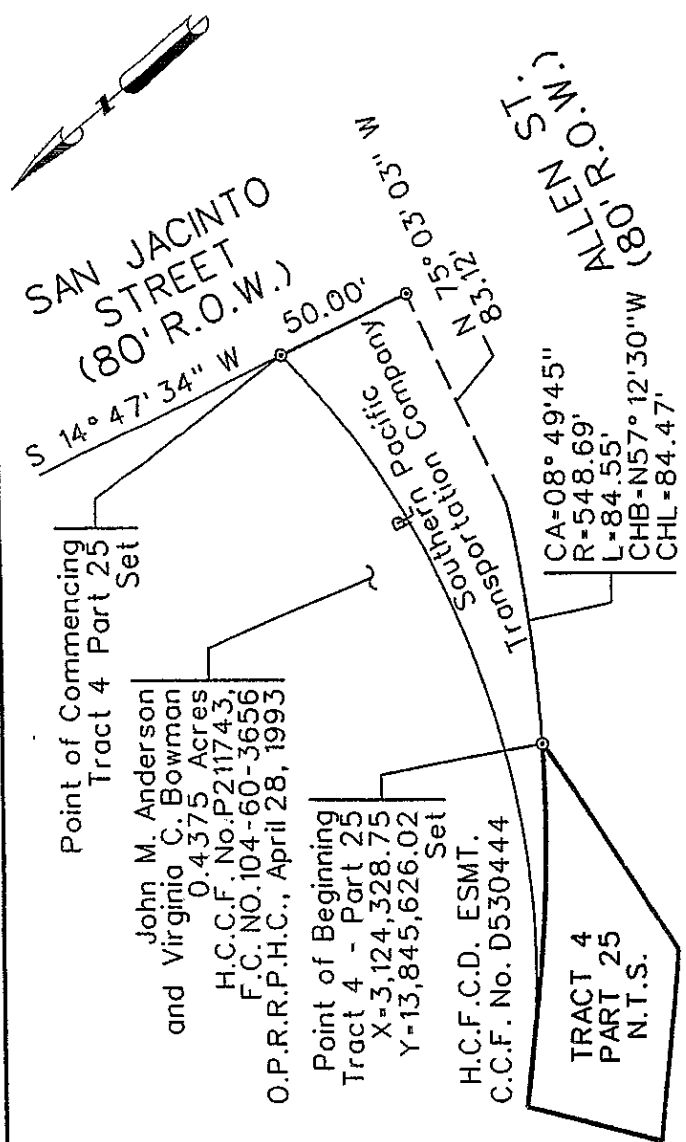 SAN JACINTO
STREET
(80' R.O.W.)
S 14° 47' 34" W
50.00'
N 75° 03' 03" W
83.12'
ALLEN ST.
(80' R.O.W.)
Point of Commencing
Tract 4 Part 25
Set
John M. Anderson
and Virginia C. Bowman
0.4375 Acres
H.C.C.F. No.P211743,
F.C. NO.104-60-3656
O.P.R.R.P.H.C., April 28, 1993
Southern Pacific
Transportation Company
Point of Beginning
Tract 4 - Part 25
X=3,124,328.75
Y=13,845,626.02
Set
CA=08° 49'45"
R=548.69'
L=84.55'
CHB=N57° 12'30"W
CHL=84.47'
H.C.F.C.D. ESMT.
C.C.F. No. D530444
TRACT 4
PART 25
N.T.S.